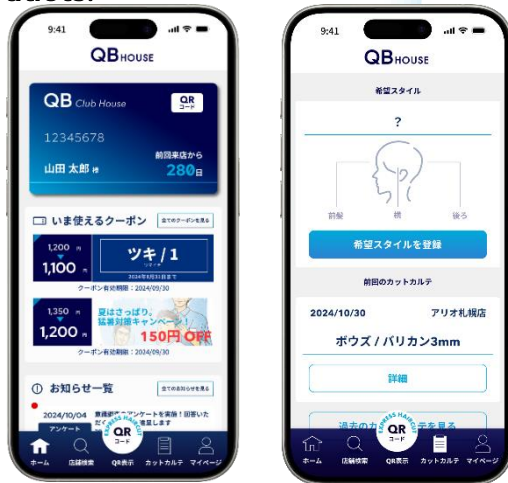 9:41
QB HOUSE
QB Club House
QR
コード
12345678
前回来店から
山田 太郎 様
280日
いま使えるクーポン
全てのクーポンを見る
1,200 円
1,100 円
ツキ/1
クーポン有効期限:2024/09/30
1,350 円
1,200 円
夏はさっぱり。
猛暑対策キャンペーン!
150円OFF
クーポン有効期限:2024/09/30
お知らせ一覧
全てのお知らせを見る
2024/10/04
アンケート
EXPRESS HAIRCUT
QR
コード
ホーム
店舗検索
QR表示
カットカルテ
マイページ
9:41
QB HOUSE
希望スタイル
?
前髪
横
後ろ
希望スタイルを登録
前回のカットカルテ
2024/10/30
アリオ札幌店
ボウズ / バリカン3mm
詳細
EXPRESS HAIRCUT
QR
コード
ホーム
店舗検索
QR表示
カットカルテ
マイページ